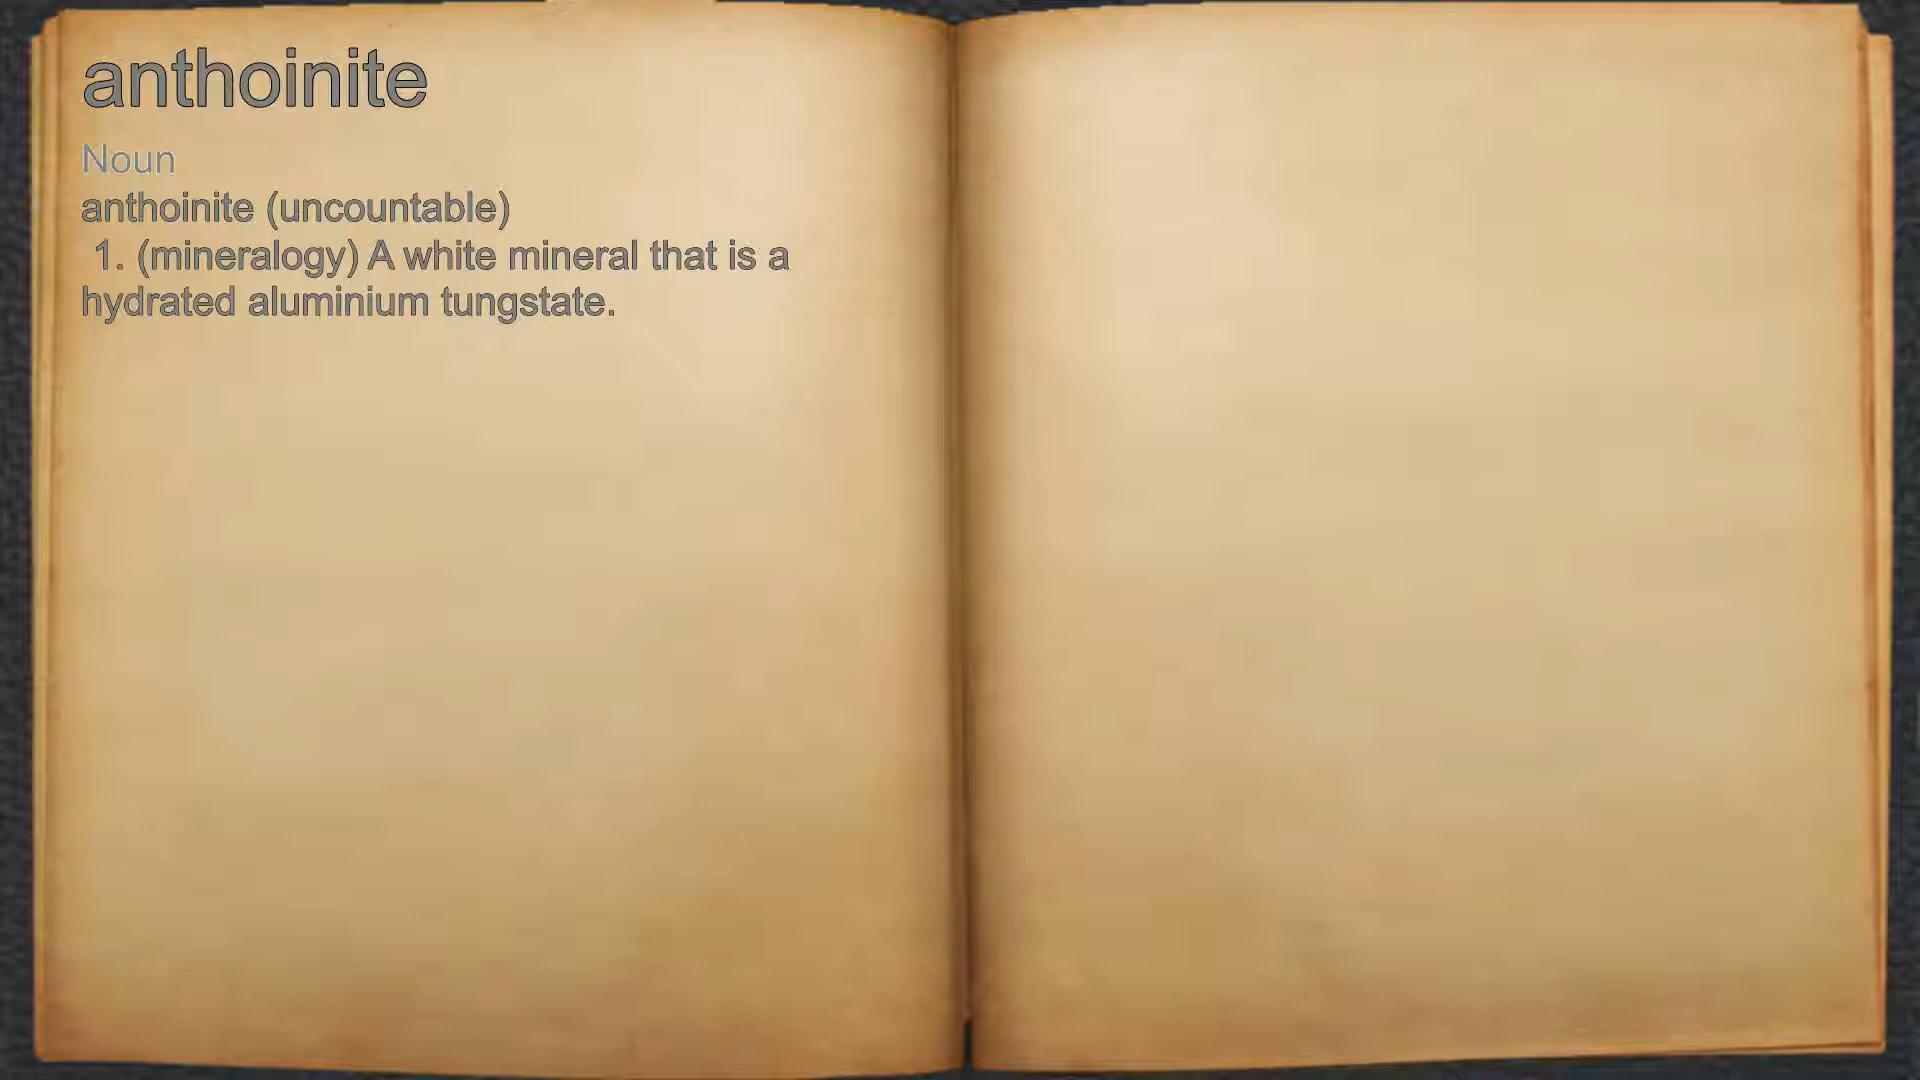 anthoinite
Noun
anthoinite (uncountable)
1. (mineralogy) A white mineral that is a
hydrated aluminium tungstate.